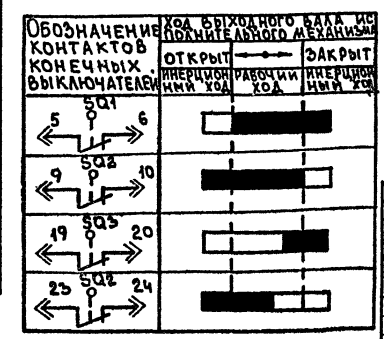 ОБОЗНАЧЕНИЕ
КОНТАКТОВ
КОНЕЧНЫХ
ВЫКЛЮЧАТЕЛЕЙ
ХОД ВЫХОДНОГО ВАЛА ИС
ПОЛНИТЕЛЬНОГО МЕХАНИЗМА
ОТКРЫТ
ЗАКРЫТ
ИНЕРЦИОН
НЫЙ ХОД
РАБОЧИЙ
ХОД
ИНЕРЦИОН
НЫЙ ХОД
SQ1
5 6
SQ2
9 10
SQ3
19 20
SQ2
23 24